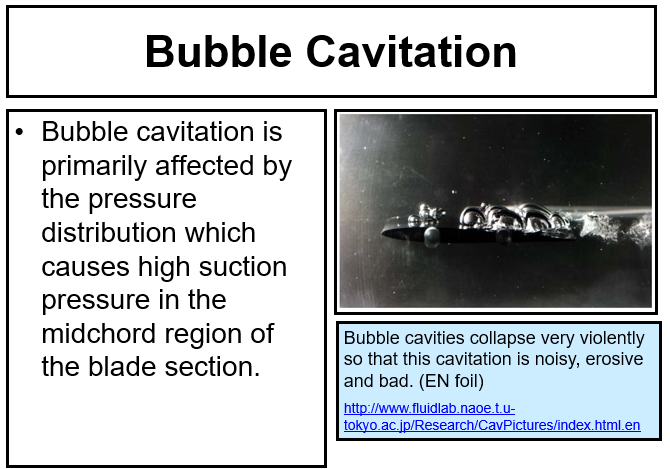 Bubble Cavitation
• Bubble cavitation is
primarily affected by
the pressure
distribution which
causes high suction
pressure in the
midchord region of
the blade section.
Bubble cavities collapse very violently
so that this cavitation is noisy, erosive
and bad. (EN foil)
http://www.fluidlab.naoe.t.u-
tokyo.ac.jp/Research/CavPictures/index.html.en